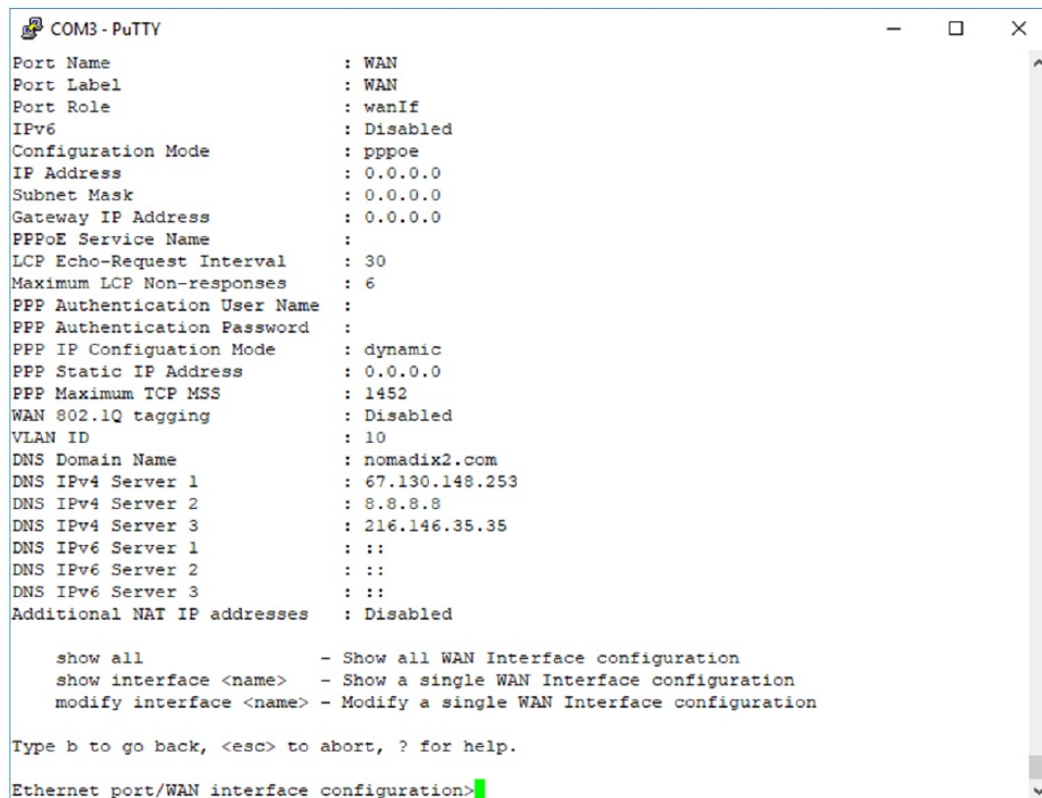 COM3 - PuTTY
Port Name : WAN
Port Label : WAN
Port Role : wanIf
IPv6 : Disabled
Configuration Mode : pppoe
IP Address : 0.0.0.0
Subnet Mask : 0.0.0.0
Gateway IP Address : 0.0.0.0
PPPoE Service Name :
LCP Echo-Request Interval : 30
Maximum LCP Non-responses : 6
PPP Authentication User Name :
PPP Authentication Password :
PPP IP Configuation Mode : dynamic
PPP Static IP Address : 0.0.0.0
PPP Maximum TCP MSS : 1452
WAN 802.1Q tagging : Disabled
VLAN ID : 10
DNS Domain Name : nomadix2.com
DNS IPv4 Server 1 : 67.130.148.253
DNS IPv4 Server 2 : 8.8.8.8
DNS IPv4 Server 3 : 216.146.35.35
DNS IPv6 Server 1 : ::
DNS IPv6 Server 2 : ::
DNS IPv6 Server 3 : ::
Additional NAT IP addresses : Disabled
show all - Show all WAN Interface configuration
show interface <name> - Show a single WAN Interface configuration
modify interface <name> - Modify a single WAN Interface configuration
Type b to go back, <esc> to abort, ? for help.
Ethernet port/WAN interface configuration>